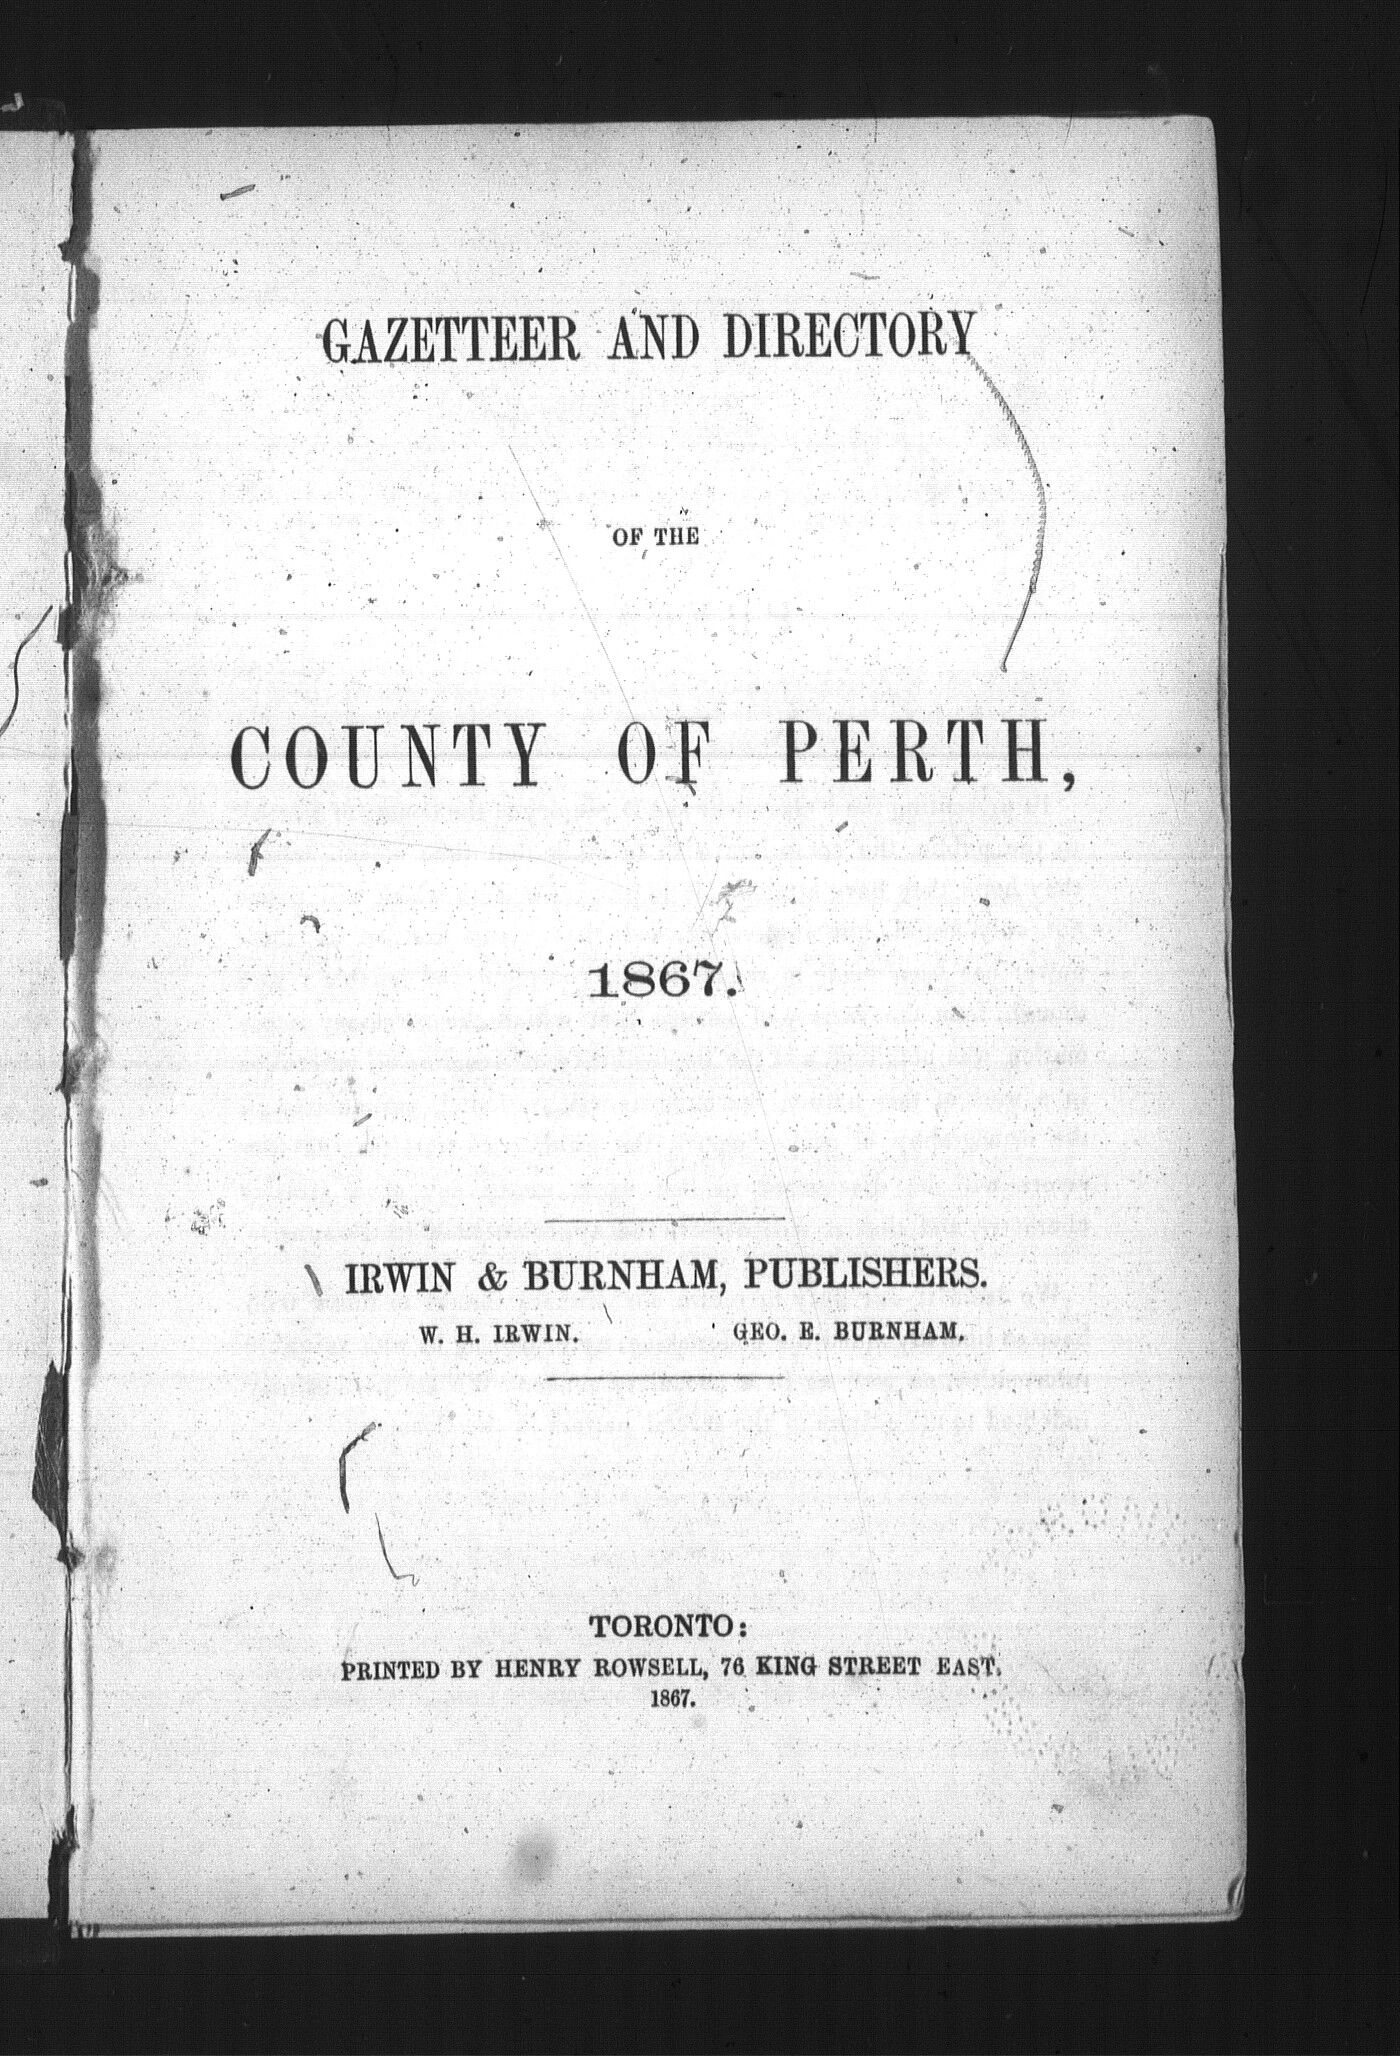 GAZETTEER AND DIRECTORY
OF THE
COUNTY OF PERTH,
1867.
IRWIN & BURNHAM, PUBLISHERS.
W. H. IRWIN. GEO. E. BURNHAM.
TORONTO:
PRINTED BY HENRY ROWSELL, 76 KING STREET EAST.
1867.